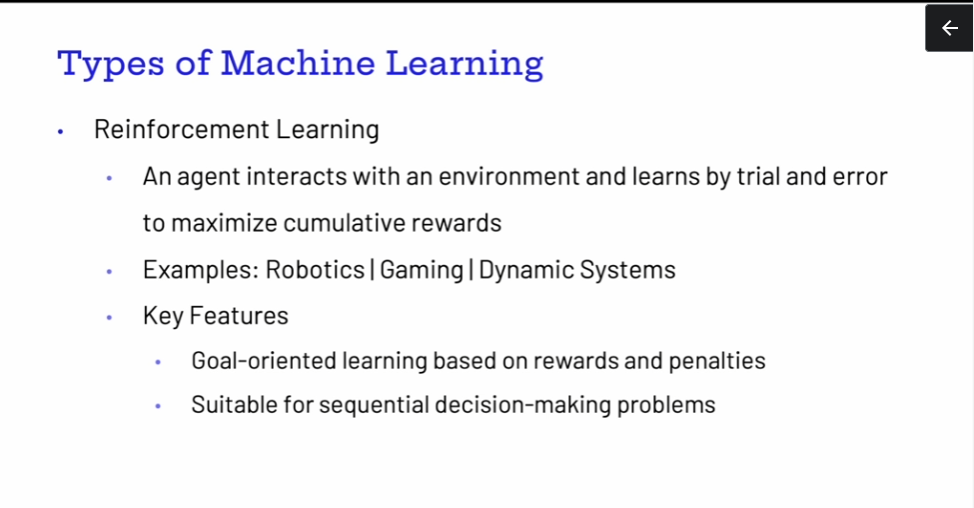 Types of Machine Learning
• Reinforcement Learning
• An agent interacts with an environment and learns by trial and error
to maximize cumulative rewards
• Examples: Robotics | Gaming | Dynamic Systems
• Key Features
• Goal-oriented learning based on rewards and penalties
• Suitable for sequential decision-making problems